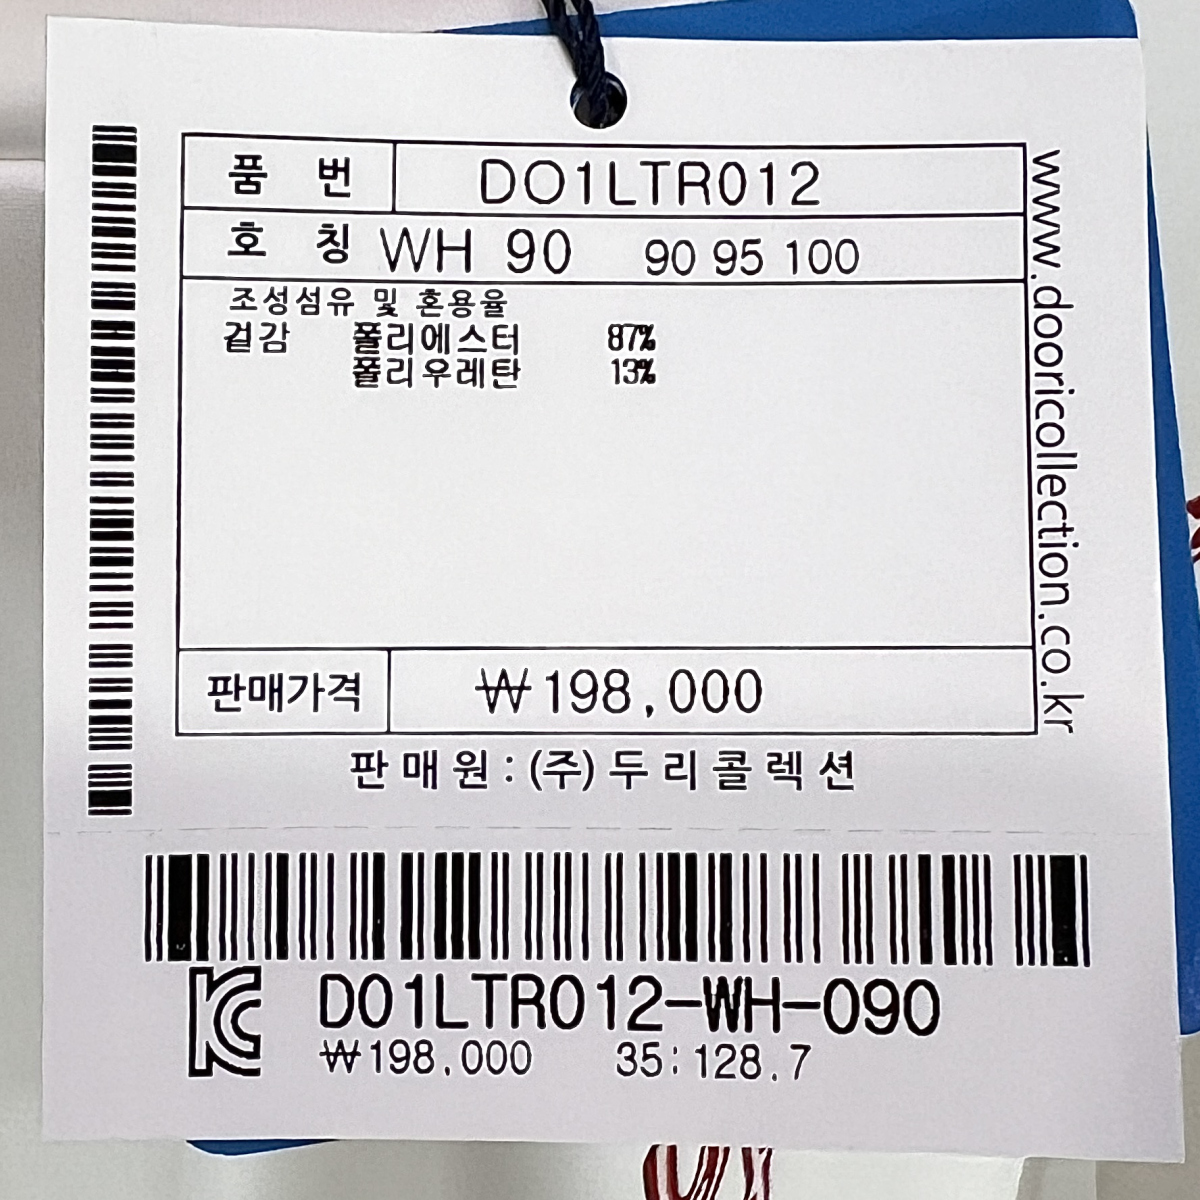 품 번 DO1LTR012
호 칭 WH 90 90 95 100
조성섬유 및 혼용율
겉감 폴리에스터 87%
폴리우레탄 13%
판매가격 ₩198,000
판매원:(주)두리콜렉션
www.dooricollection.co.kr
KC DO1LTR012-WH-090
₩198,000 35:128.7